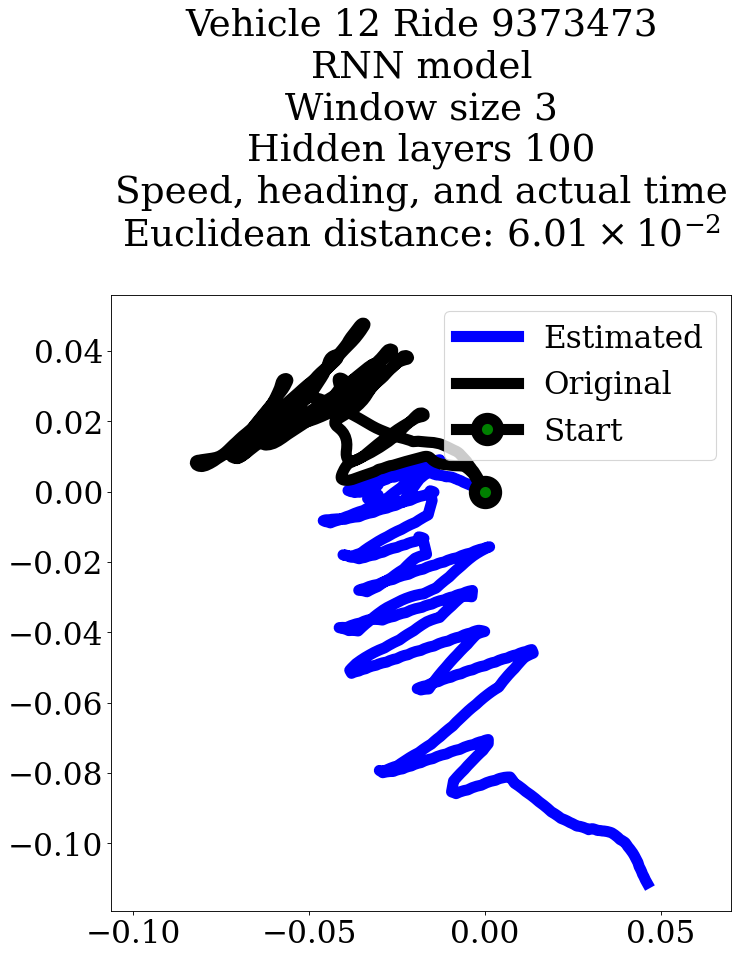 Vehicle 12 Ride 9373473
RNN model
Window size 3
Hidden layers 100
Speed, heading, and actual time
Euclidean distance: 6.01 × 10⁻²
Estimated
Original
Start
0.04
0.02
0.00
−0.02
−0.04
−0.06
−0.08
−0.10
−0.10 −0.05 0.00 0.05